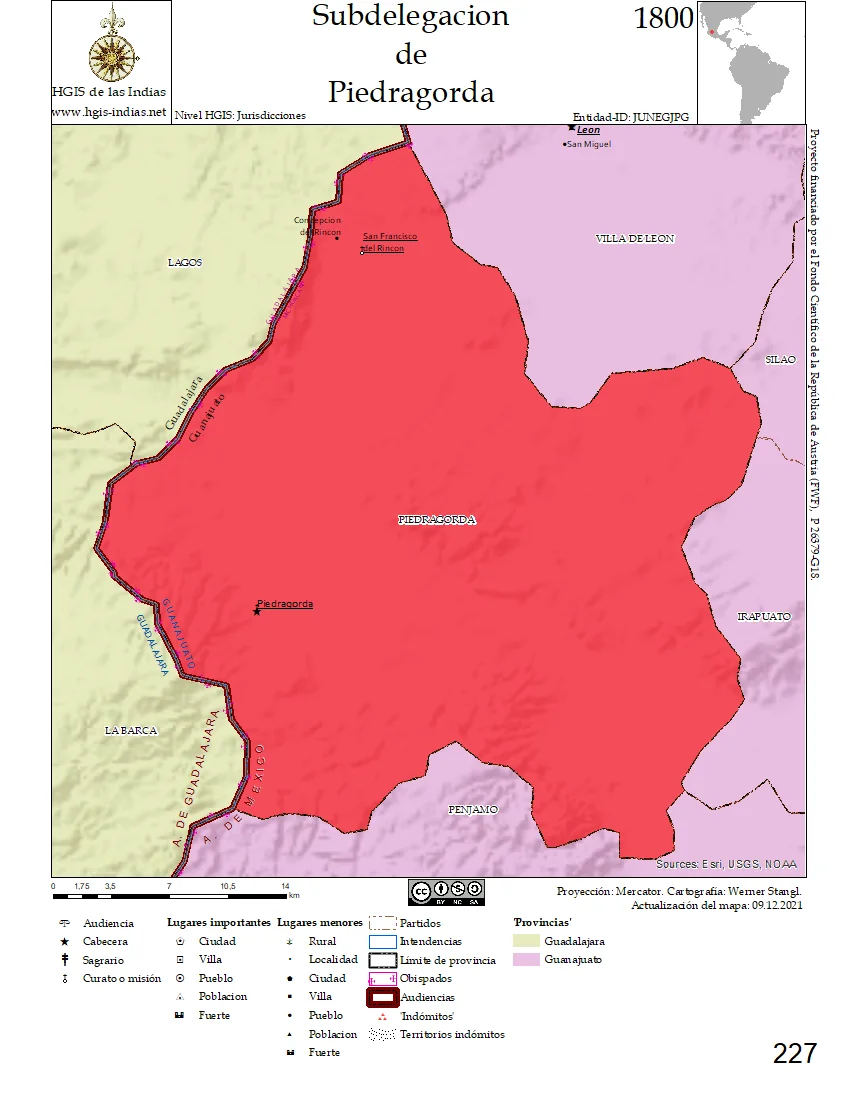 Subdelegacion
de
Piedragorda
1800
HGIS de las Indias
www.hgis-indias.net
Nivel HGIS: Jurisdicciones
Entidad-ID: JUNEGJPG
Proyecto financiado por el Fondo Científico de la República de Austria (FWF), P 26379-G18.
Leon
San Miguel
Concepcion
del Rincon
San Francisco
del Rincon
VILLA DE LEON
LAGOS
SILAO
Guadalajara
Guanajuato
PIEDRAGORDA
Piedragorda
GUANAJUATO
GUADALAJARA
IRAPUATO
LA BARCA
A. DE GUADALAJARA
A. DE MEXICO
PENJAMO
Sources: Esri, USGS, NOAA
0 1,75 3,5 7 10,5 14
km
CC BY NC SA
Proyección: Mercator. Cartografía: Werner Stangl.
Actualización del mapa: 09.12.2021
Audiencia
Cabecera
Sagrario
Curato o misión
Lugares importantes
Ciudad
Villa
Pueblo
Poblacion
Fuerte
Lugares menores
Rural
Localidad
Ciudad
Villa
Pueblo
Poblacion
Fuerte
Partidos
Intendencias
Límite de provincia
Obispados
Audiencias
'Indómitos'
Territorios indómitos
'Provincias'
Guadalajara
Guanajuato
227